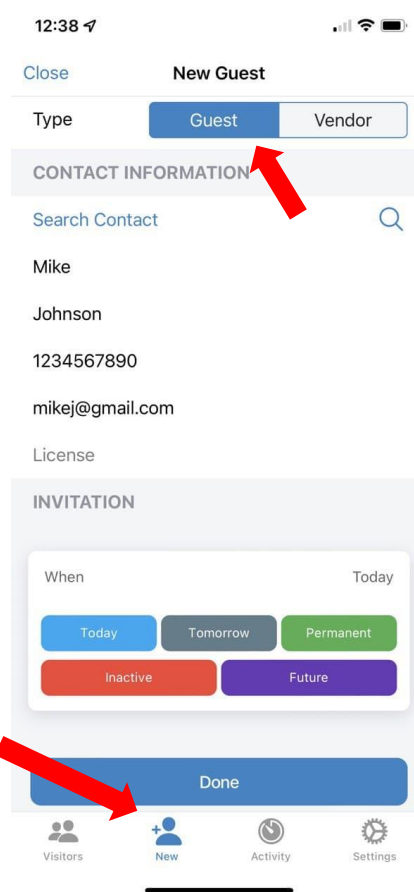 12:38
Close New Guest
Type Guest Vendor
CONTACT INFORMATION
Search Contact
Mike
Johnson
1234567890
mikej@gmail.com
License
INVITATION
When Today
Today Tomorrow Permanent
Inactive Future
Done
Visitors New Activity Settings